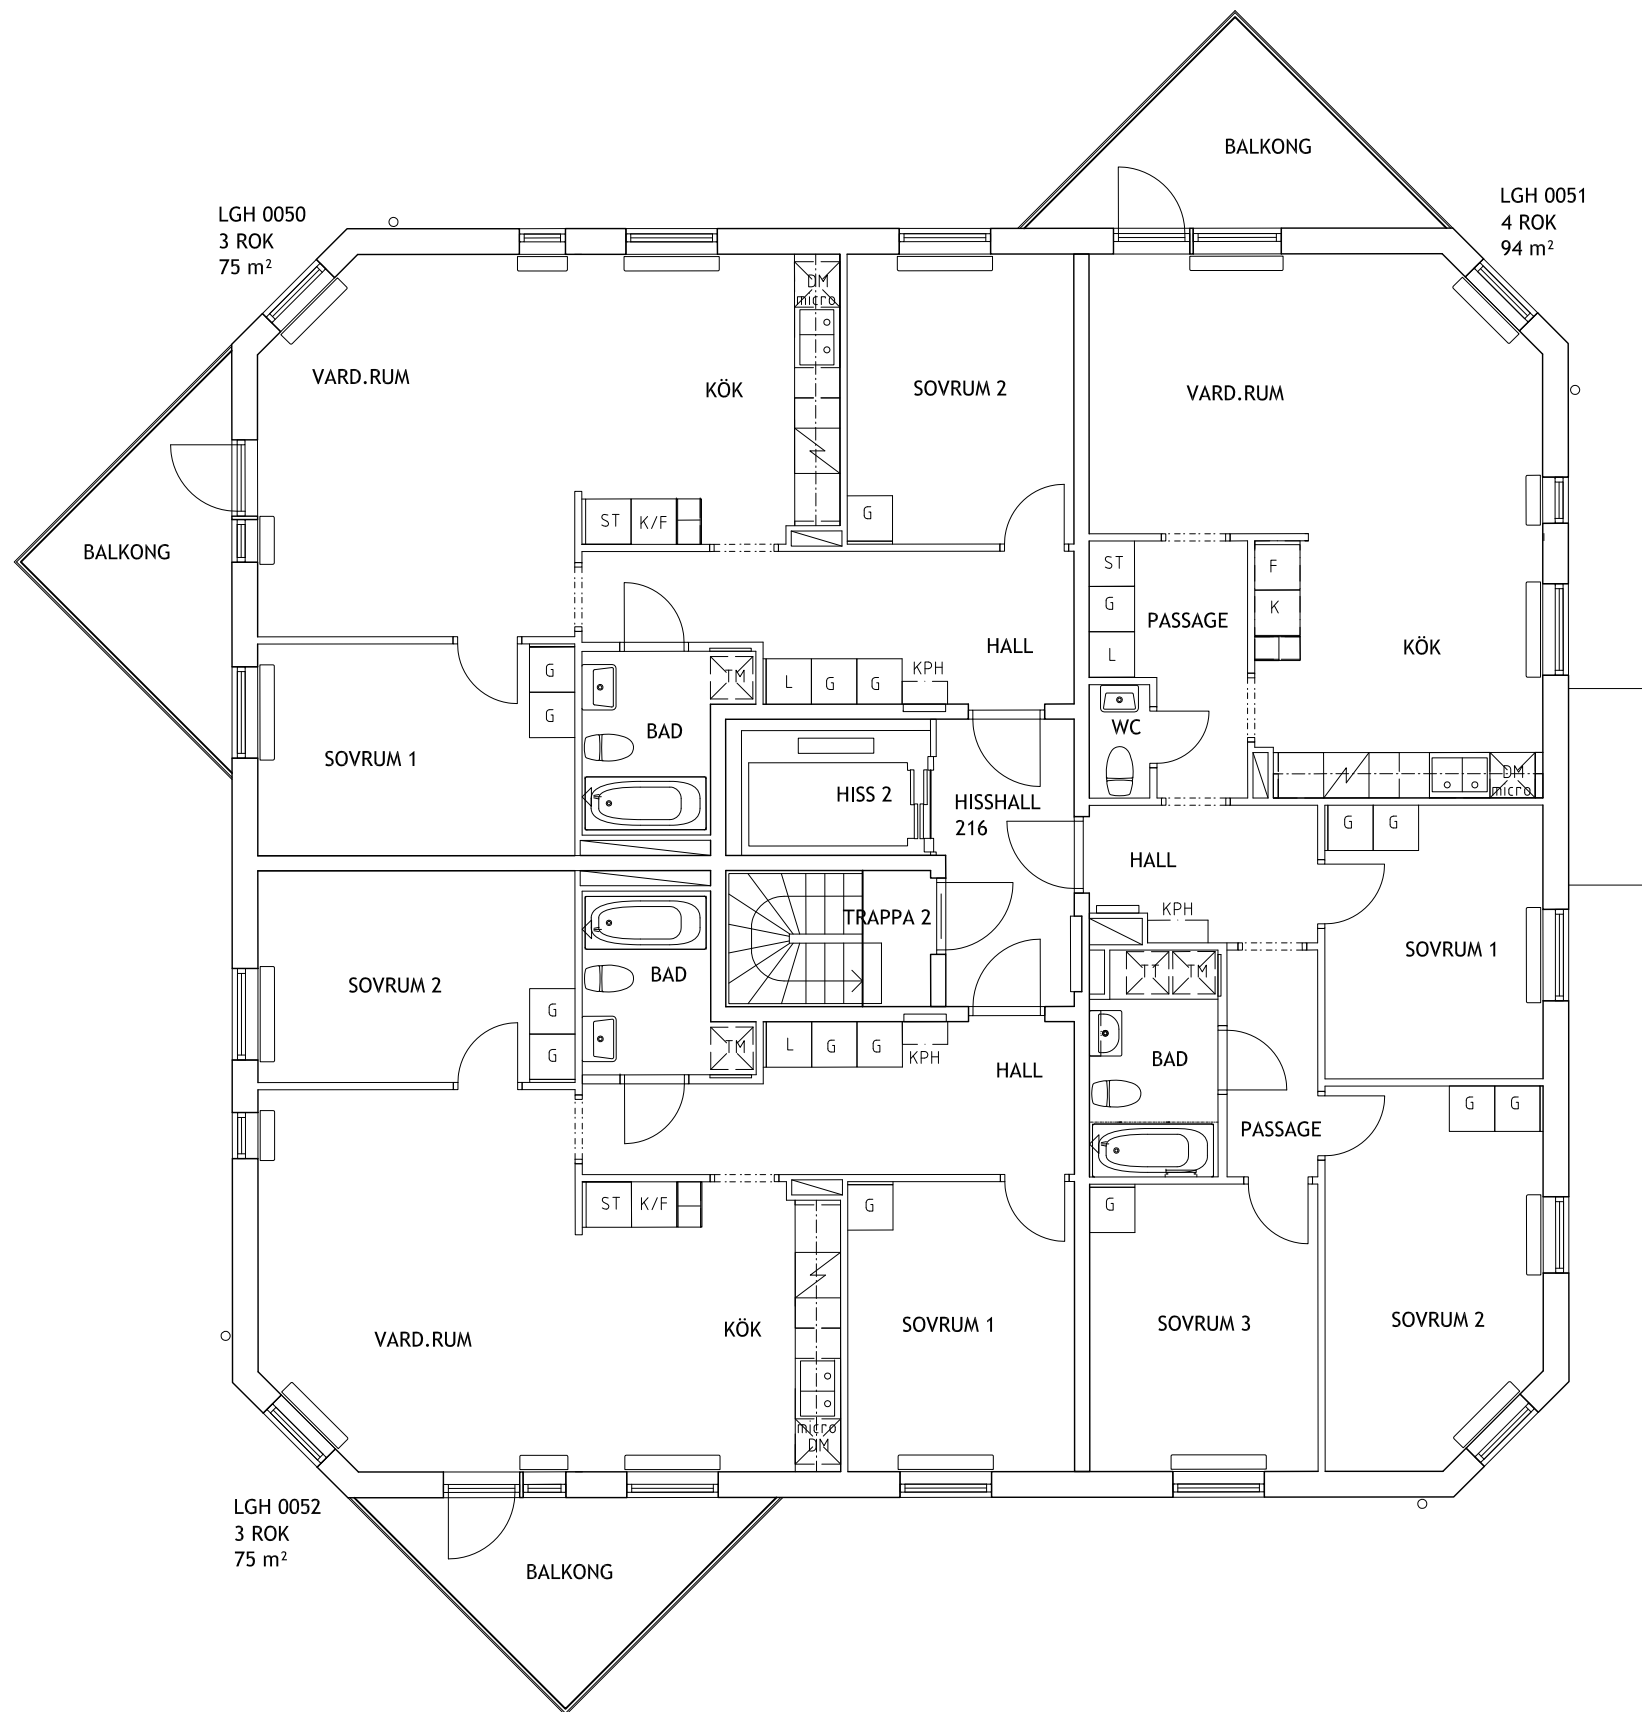 BALKONG
LGH 0051
4 ROK
94 m²
LGH 0050
3 ROK
75 m²
DM
micro
VARD.RUM
KÖK
SOVRUM 2
VARD.RUM
G
ST
K/F
BALKONG
ST
F
G
K
PASSAGE
HALL
KÖK
L
G
G
TM
L
G
G
KPH
WC
BAD
SOVRUM 1
HISS 2
HISSHALL
216
DM
micro
G
G
HALL
TRAPPA 2
KPH
SOVRUM 1
BAD
TT
TM
SOVRUM 2
G
G
TM
L
G
G
KPH
HALL
BAD
G
G
PASSAGE
ST
K/F
G
G
VARD.RUM
KÖK
SOVRUM 1
SOVRUM 3
SOVRUM 2
micro
DM
LGH 0052
3 ROK
75 m²
BALKONG